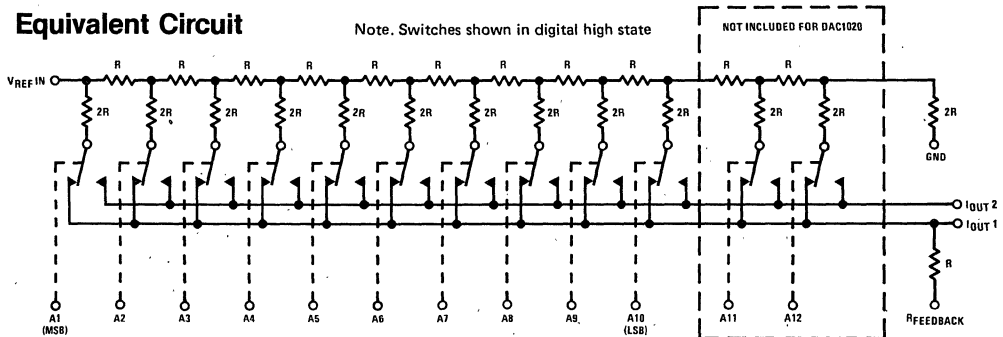 Equivalent Circuit
Note. Switches shown in digital high state
NOT INCLUDED FOR DAC1020
VREF IN
R R R R R R R R R R R
2R 2R 2R 2R 2R 2R 2R 2R 2R 2R 2R 2R 2R
GND
IOUT 2
IOUT 1
R
A1 A2 A3 A4 A5 A6 A7 A8 A9 A10 A11 A12 RFEEDBACK
(MSB) (LSB)